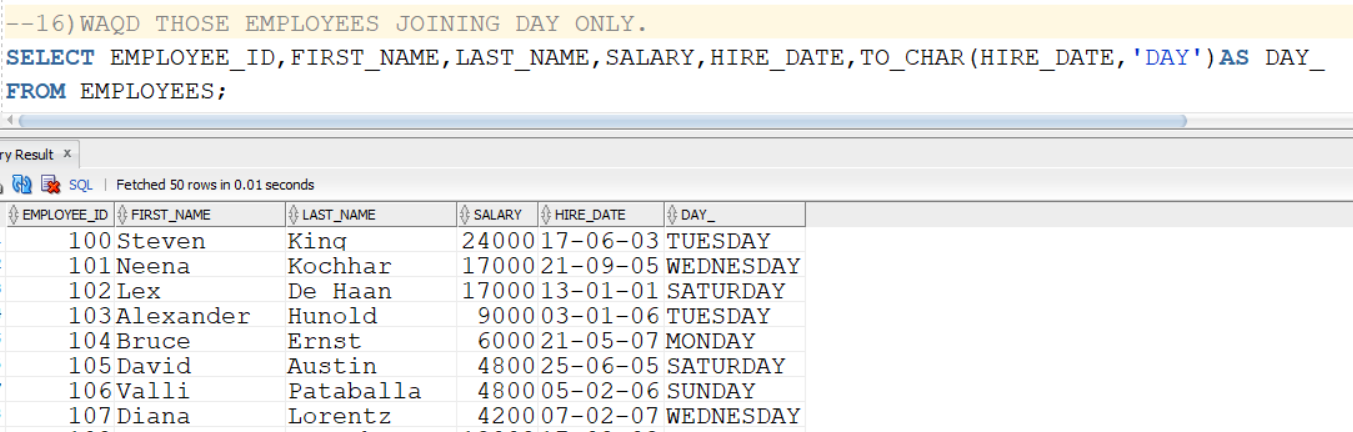 --16)WAQD THOSE EMPLOYEES JOINING DAY ONLY.
SELECT EMPLOYEE_ID,FIRST_NAME,LAST_NAME,SALARY,HIRE_DATE,TO_CHAR(HIRE_DATE,'DAY')AS DAY_
FROM EMPLOYEES;
ry Result x
SQL | Fetched 50 rows in 0.01 seconds
EMPLOYEE_ID FIRST_NAME LAST_NAME SALARY HIRE_DATE DAY_
100 Steven King 24000 17-06-03 TUESDAY
101 Neena Kochhar 17000 21-09-05 WEDNESDAY
102 Lex De Haan 17000 13-01-01 SATURDAY
103 Alexander Hunold 9000 03-01-06 TUESDAY
104 Bruce Ernst 6000 21-05-07 MONDAY
105 David Austin 4800 25-06-05 SATURDAY
106 Valli Pataballa 4800 05-02-06 SUNDAY
107 Diana Lorentz 4200 07-02-07 WEDNESDAY